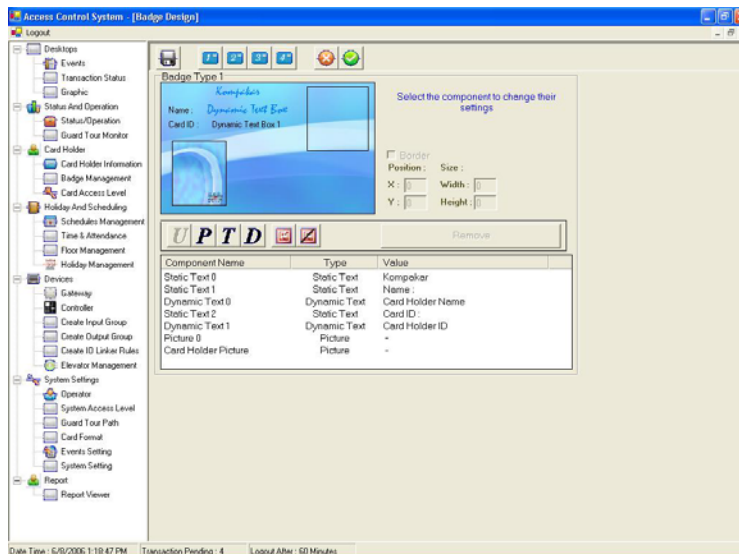 Access Control System - [Badge Design]
Logout
Desktops
Events
Transaction Status
Graphic
Status And Operation
Status/Operation
Guard Tour Monitor
Card Holder
Card Holder Information
Badge Management
Card Access Level
Holiday And Scheduling
Schedules Management
Time & Attendance
Floor Management
Holiday Management
Devices
Gateway
Controller
Create Input Group
Create Output Group
Create IO Linker Rules
Elevator Management
System Settings
Operator
System Access Level
Guard Tour Path
Card Format
Events Setting
System Setting
Report
Report Viewer
1st 2nd 3rd 4th
Badge Type 1
Kompakar
Name : Dynamic Text Box
Card ID : Dynamic Text Box 1
Select the component to change their
settings
Border
Position : Size :
X : 0 Width : 0
Y : 0 Height : 0
U P T D Remove
Component Name Type Value
Static Text 0 Static Text Kompakar
Static Text 1 Static Text Name :
Dynamic Text 0 Dynamic Text Card Holder Name
Static Text 2 Static Text Card ID :
Dynamic Text 1 Dynamic Text Card Holder ID
Picture 0 Picture -
Card Holder Picture Picture -
Date Time : 6/8/2006 1:18:47 PM Transaction Pending : 4 Logout After : 60 Minutes